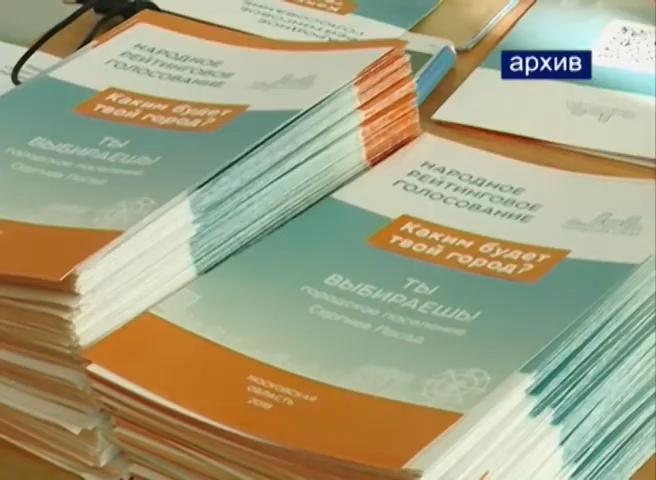 архив
НАРОДНОЕ
РЕЙТИНГОВОЕ
ГОЛОСОВАНИЕ
Каким будет
твой город?
ТЫ
ВЫБИРАЕШЬ!
городское поселение
Сергиев Посад
НАРОДНОЕ
РЕЙТИНГОВОЕ
ГОЛОСОВАНИЕ
Каким будет
твой город?
ТЫ
ВЫБИРАЕШЬ!
городское поселение
Сергиев Посад
МОСКОВСКАЯ
ОБЛАСТЬ
2018